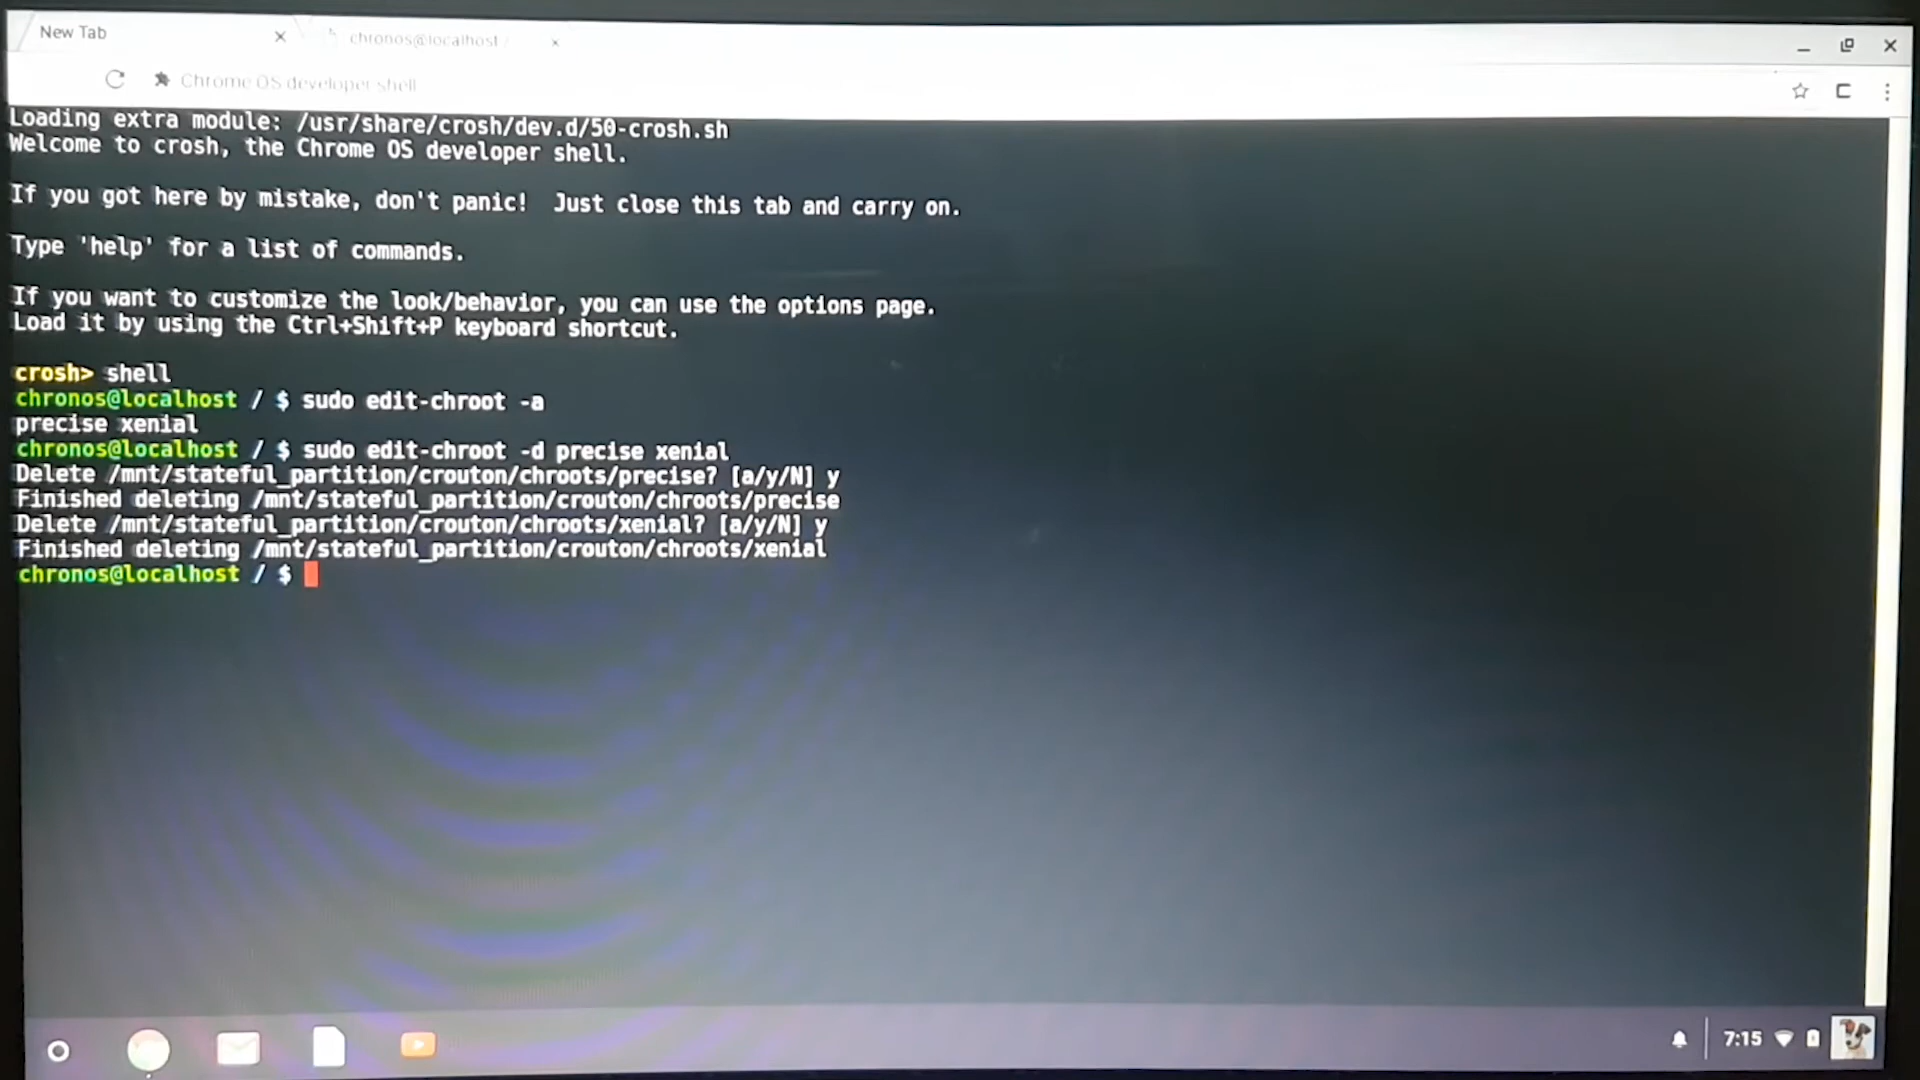 New Tab
chronos@localhost /
Chrome OS developer shell
Loading extra module: /usr/share/crosh/dev.d/50-crosh.sh
Welcome to crosh, the Chrome OS developer shell.
If you got here by mistake, don't panic!  Just close this tab and carry on.
Type 'help' for a list of commands.
If you want to customize the look/behavior, you can use the options page.
Load it by using the Ctrl+Shift+P keyboard shortcut.
crosh> shell
chronos@localhost / $ sudo edit-chroot -a
precise xenial
chronos@localhost / $ sudo edit-chroot -d precise xenial
Delete /mnt/stateful_partition/crouton/chroots/precise? [a/y/N] y
Finished deleting /mnt/stateful_partition/crouton/chroots/precise
Delete /mnt/stateful_partition/crouton/chroots/xenial? [a/y/N] y
Finished deleting /mnt/stateful_partition/crouton/chroots/xenial
chronos@localhost / $
7:15